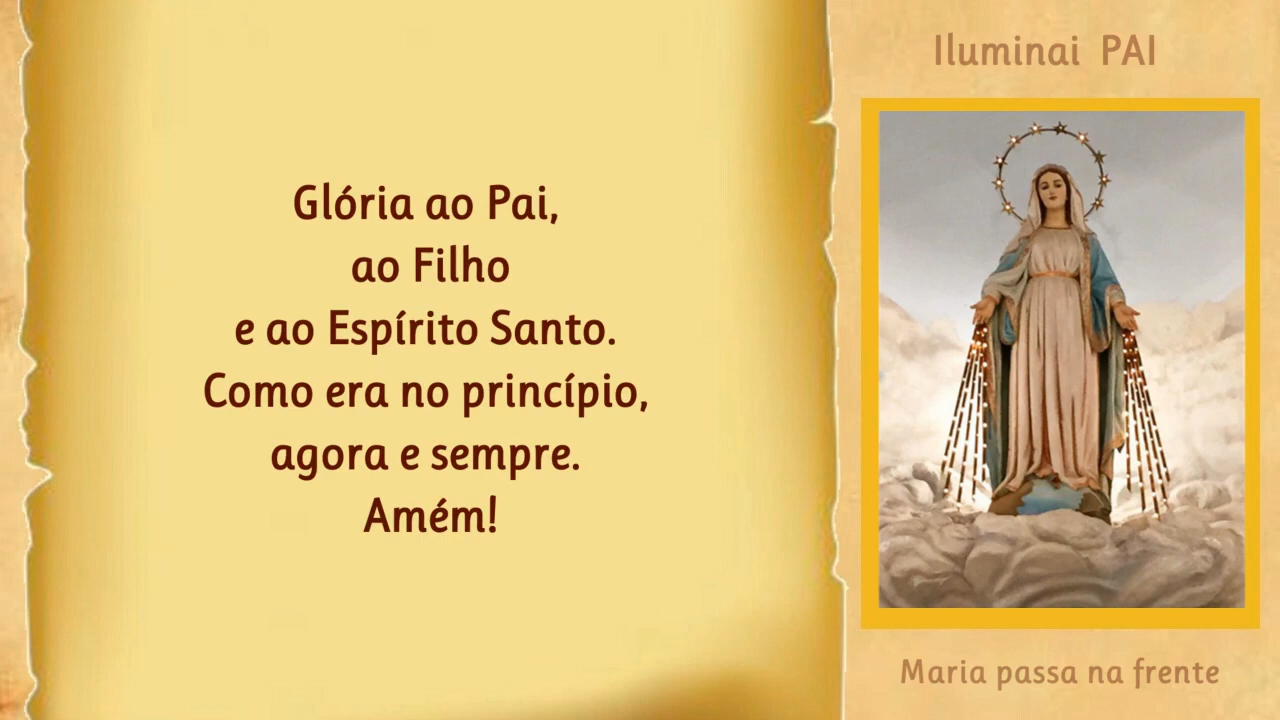 Glória ao Pai,
ao Filho
e ao Espírito Santo.
Como era no princípio,
agora e sempre.
Amém!
Iluminai PAI
Maria passa na frente